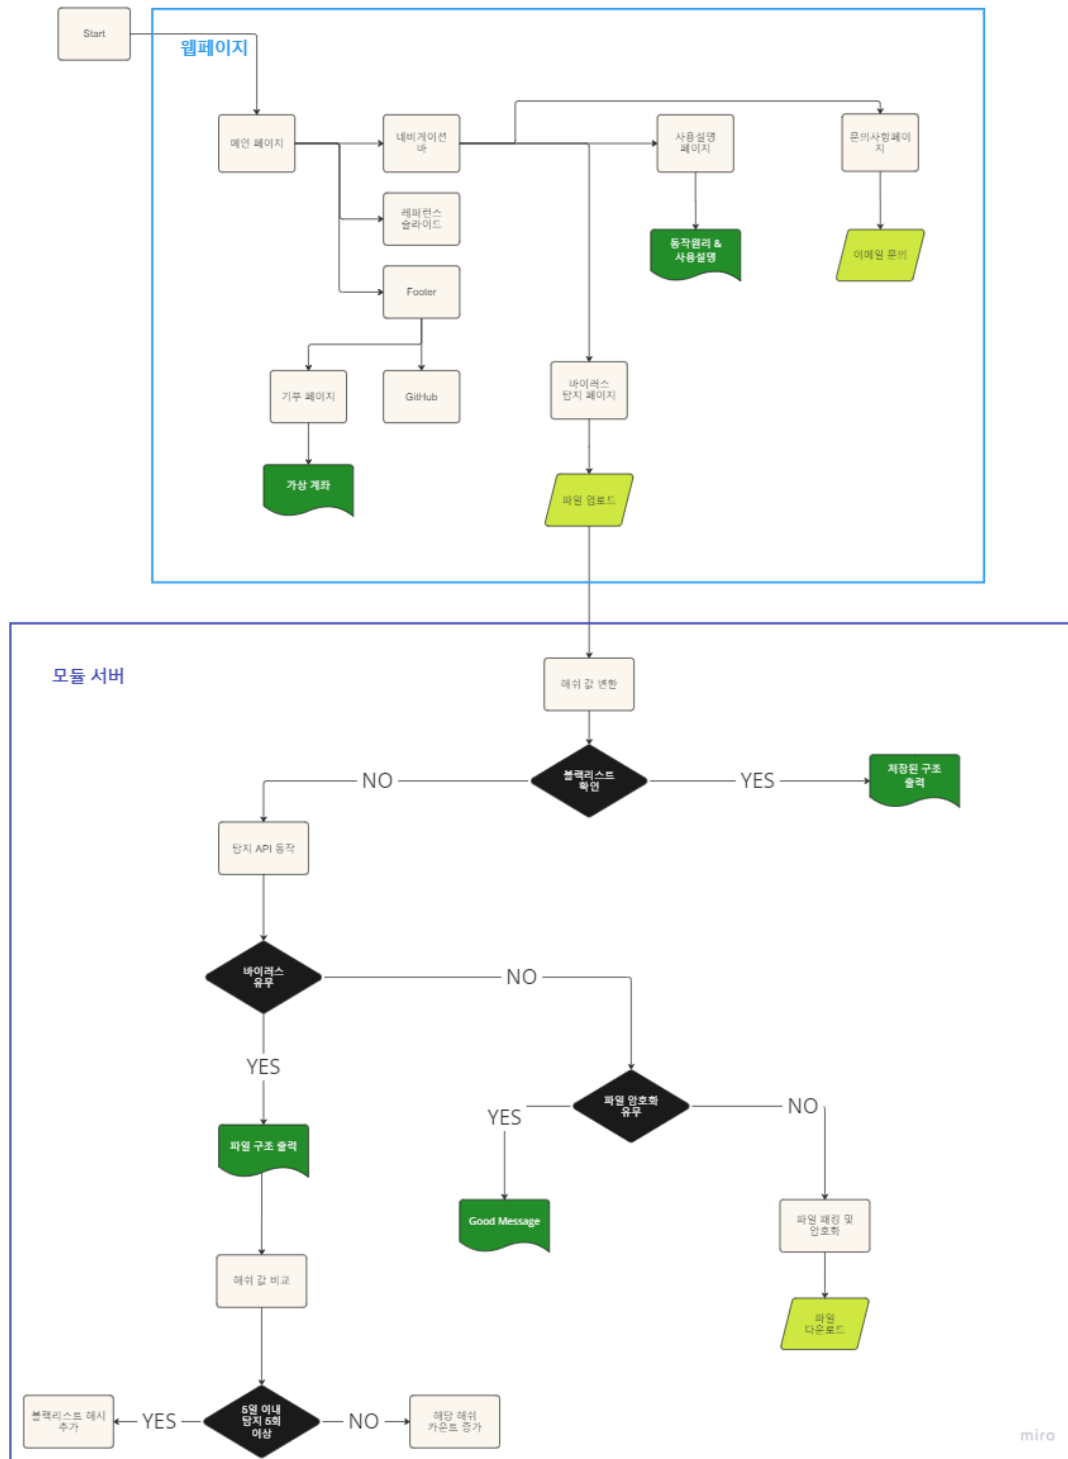 Start
웹페이지
메인 페이지
네비게이션
바
사용설명
페이지
문의사항페이
지
레퍼런스
슬라이드
동작원리 &
사용설명
이메일 문의
Footer
기부 페이지
GitHub
바이러스
탐지 페이지
가상 계좌
파일 업로드
모듈 서버
해쉬 값 변환
블랙리스트
확인
NO
YES
저장된 구조
출력
탐지 API 동작
바이러스
유무
NO
YES
파일 암호화
유무
YES
NO
파일 구조 출력
Good Message
파일 패킹 및
암호화
해쉬 값 비교
파일
다운로드
5일 이내
탐지 5회
이상
YES
NO
블랙리스트 해시
추가
해당 해쉬
카운트 증가
miro